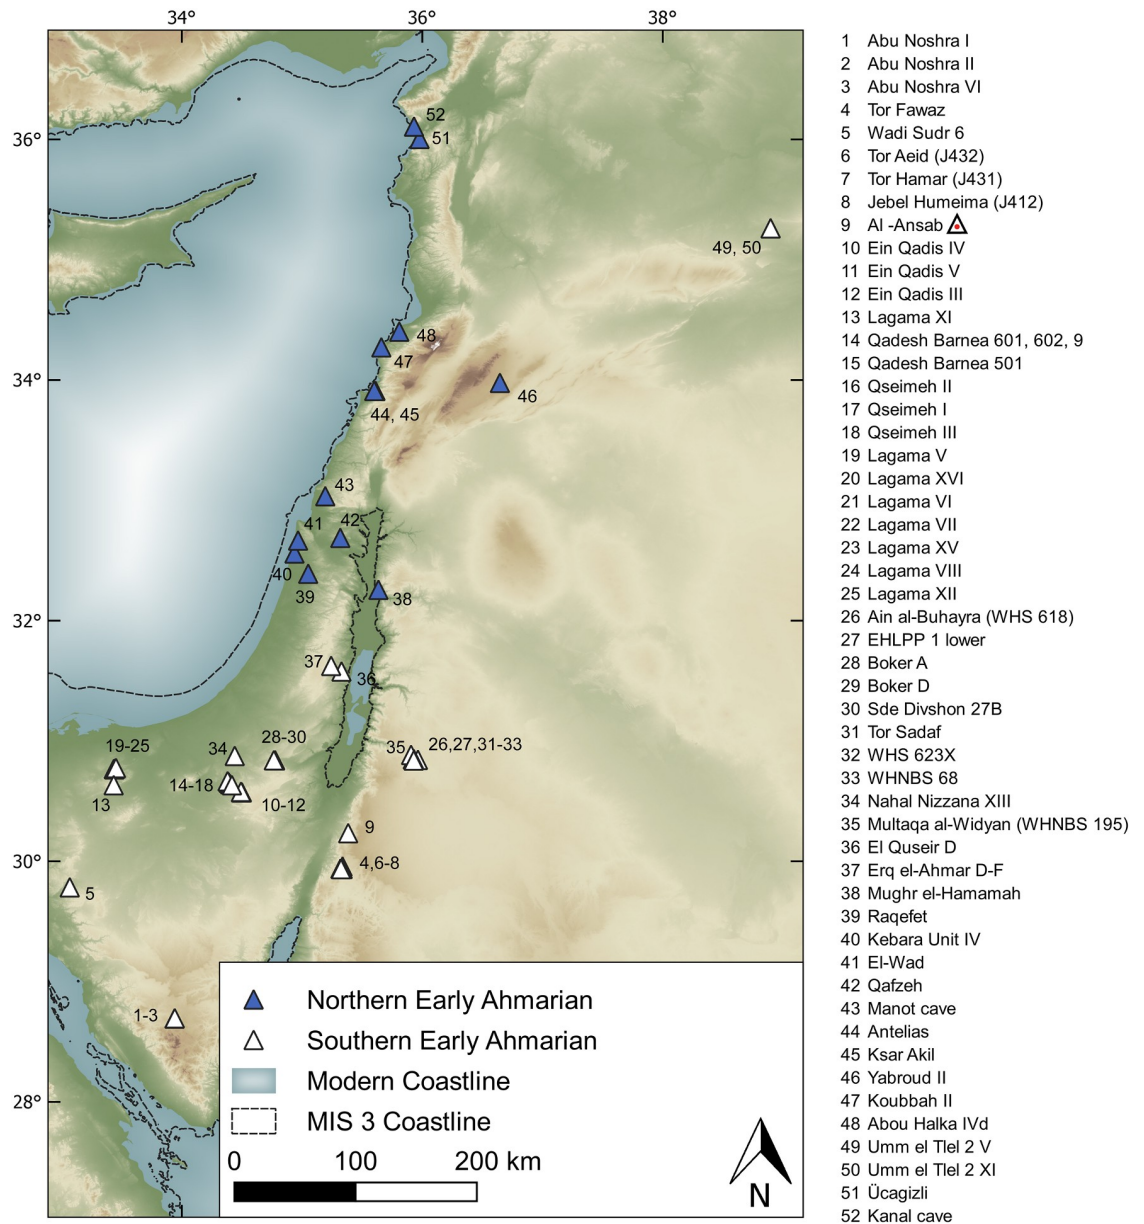 34° 36° 38°
52
36° 51
49, 50
48
47
34° 46
44, 45
43
41 42
40
39 38
32°
37 36
28-30
19-25 34 35 26,27,31-33
14-18
13 10-12
9
30° 4,6-8
5
1-3
28°
Northern Early Ahmarian
Southern Early Ahmarian
Modern Coastline
MIS 3 Coastline
0 100 200 km
N
1 Abu Noshra I
2 Abu Noshra II
3 Abu Noshra VI
4 Tor Fawaz
5 Wadi Sudr 6
6 Tor Aeid (J432)
7 Tor Hamar (J431)
8 Jebel Humeima (J412)
9 Al -Ansab
10 Ein Qadis IV
11 Ein Qadis V
12 Ein Qadis III
13 Lagama XI
14 Qadesh Barnea 601, 602, 9
15 Qadesh Barnea 501
16 Qseimeh II
17 Qseimeh I
18 Qseimeh III
19 Lagama V
20 Lagama XVI
21 Lagama VI
22 Lagama VII
23 Lagama XV
24 Lagama VIII
25 Lagama XII
26 Ain al-Buhayra (WHS 618)
27 EHLPP 1 lower
28 Boker A
29 Boker D
30 Sde Divshon 27B
31 Tor Sadaf
32 WHS 623X
33 WHNBS 68
34 Nahal Nizzana XIII
35 Multaqa al-Widyan (WHNBS 195)
36 El Quseir D
37 Erq el-Ahmar D-F
38 Mughr el-Hamamah
39 Raqefet
40 Kebara Unit IV
41 El-Wad
42 Qafzeh
43 Manot cave
44 Antelias
45 Ksar Akil
46 Yabroud II
47 Koubbah II
48 Abou Halka IVd
49 Umm el Tlel 2 V
50 Umm el Tlel 2 XI
51 Ücagizli
52 Kanal cave